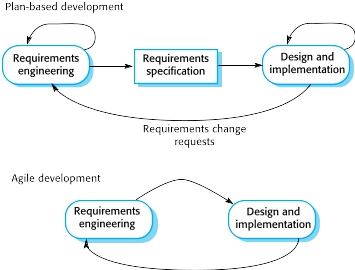 Plan-based development
Requirements
engineering
Requirements
specification
Design and
implementation
Requirements change
requests
Agile development
Requirements
engineering
Design and
implementation